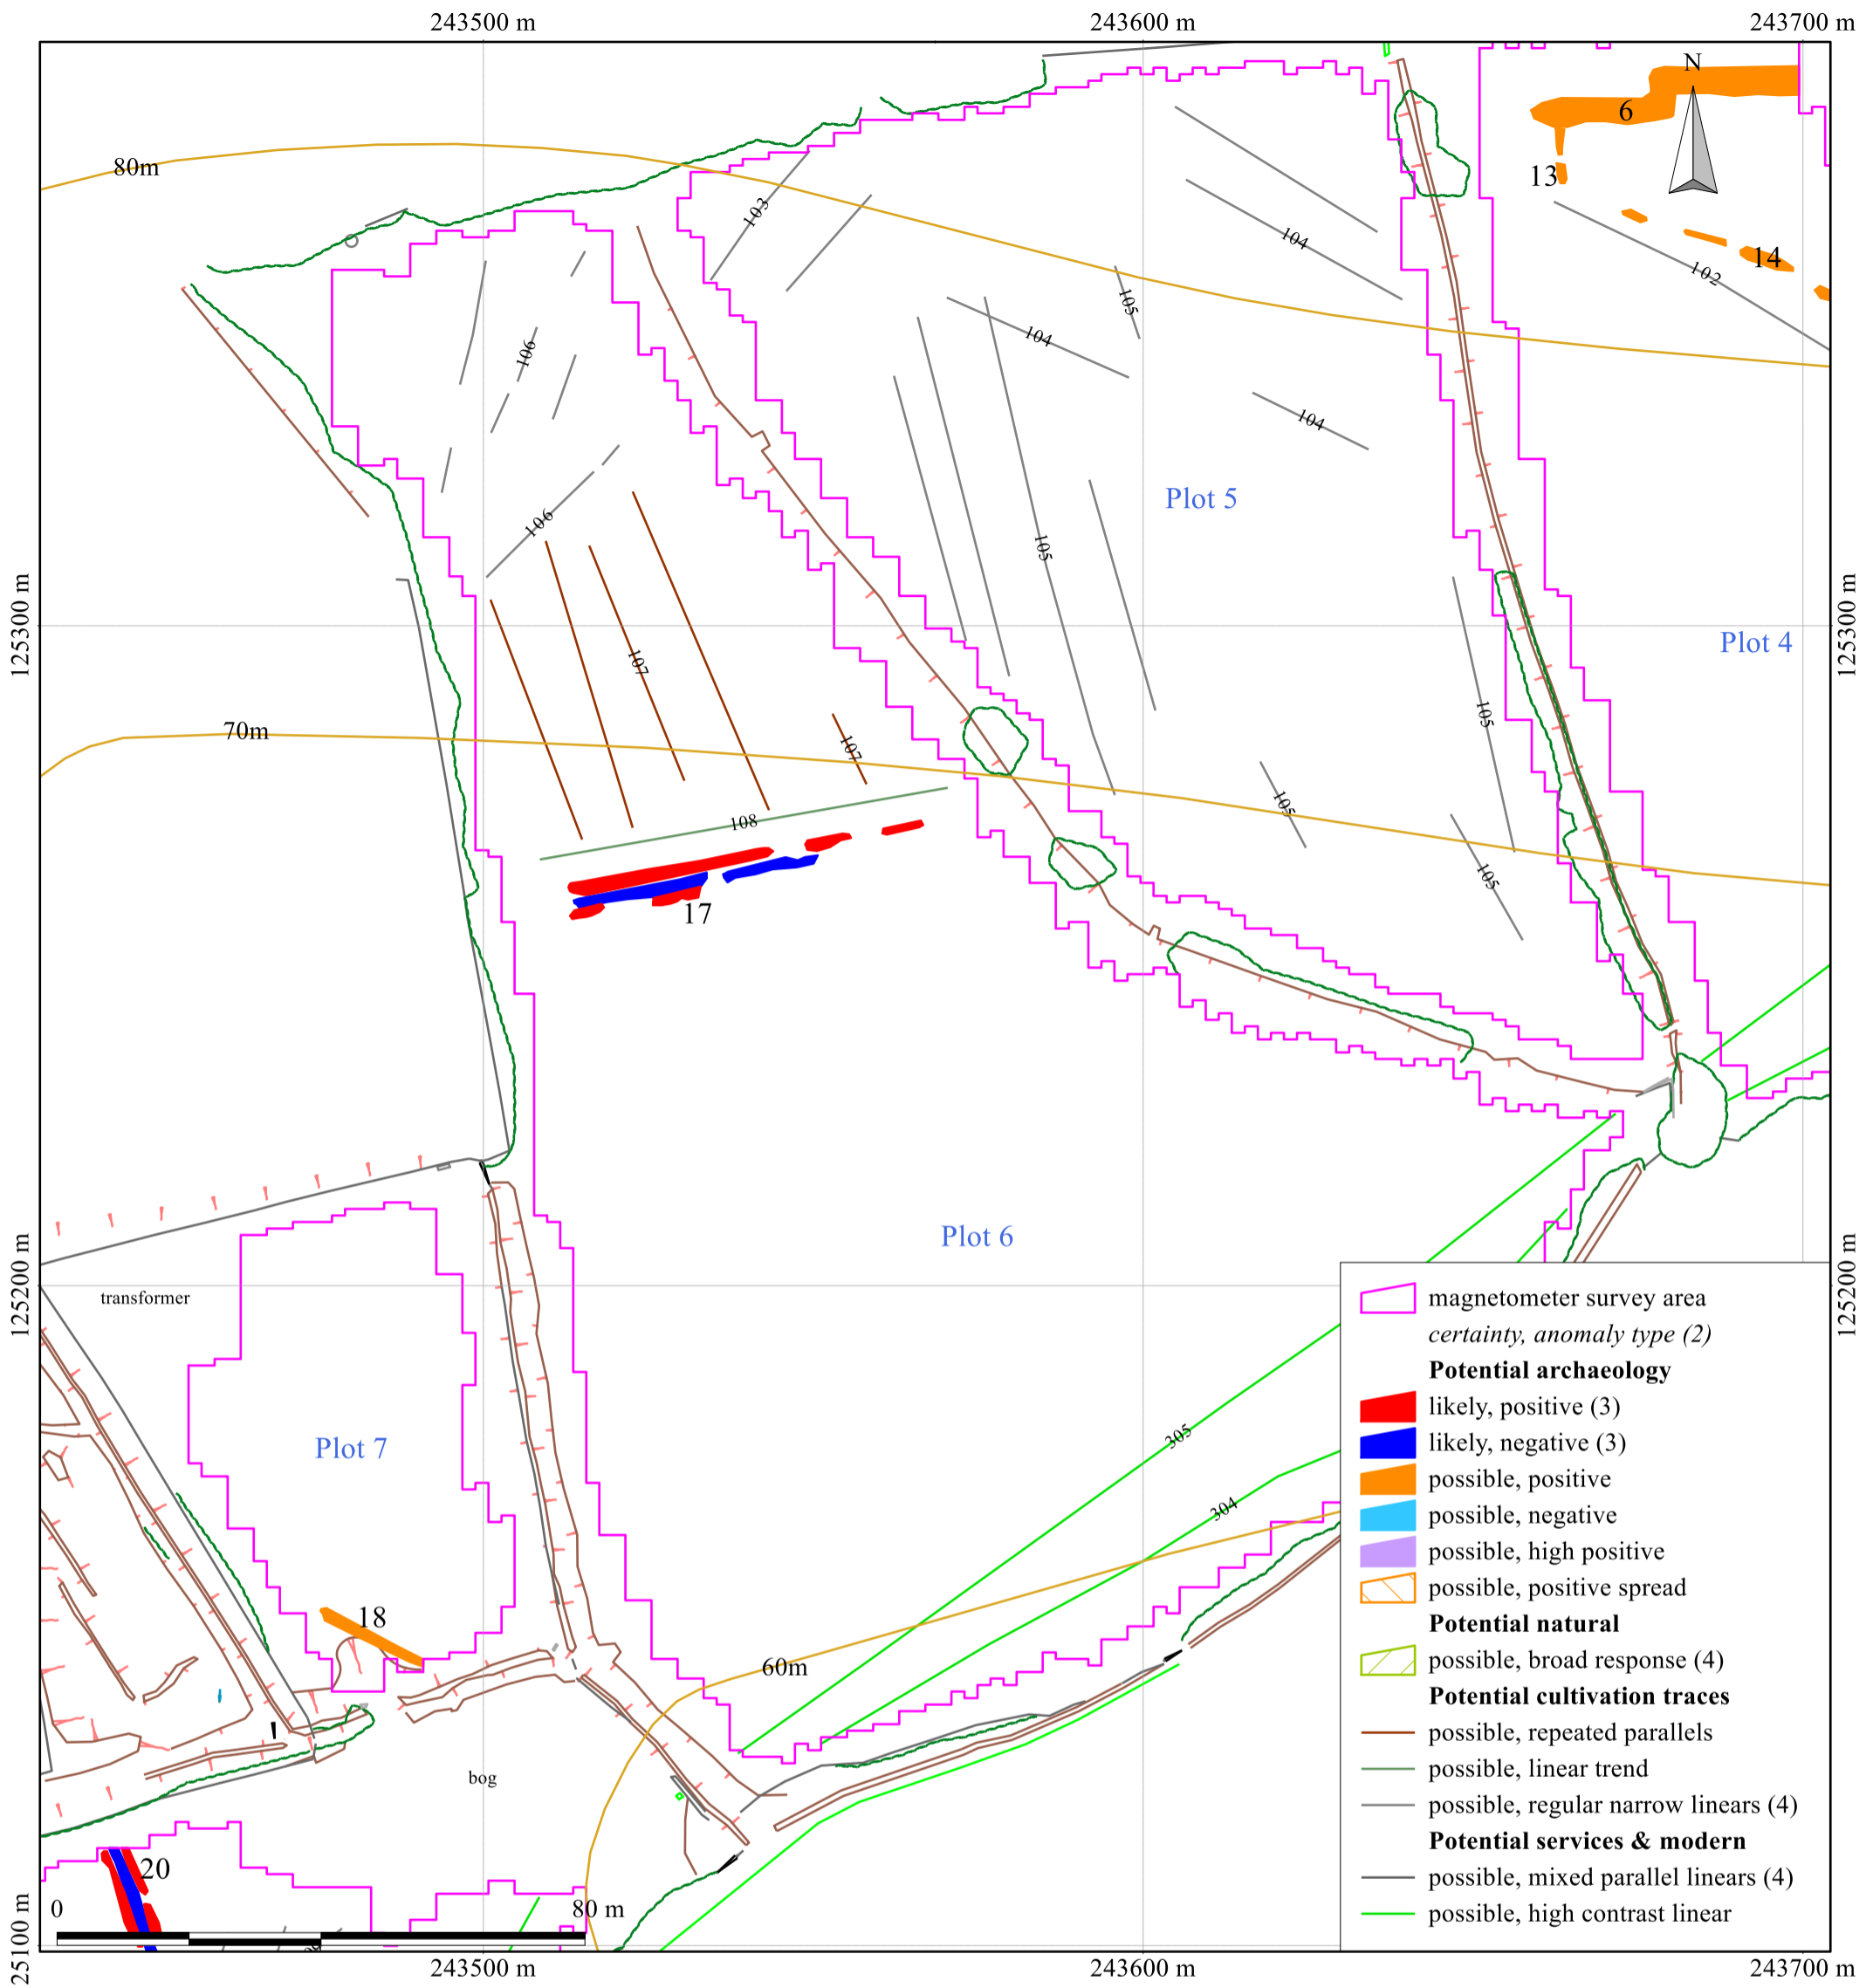 243500 m
243600 m
243700 m
N
80m
6
13
103
104
14
102
105
104
106
104
Plot 5
106
105
125300 m
125300 m
Plot 4
107
105
70m
107
105
108
105
17
Plot 6
125200 m
125200 m
transformer
magnetometer survey area
certainty, anomaly type (2)
Potential archaeology
likely, positive (3)
likely, negative (3)
possible, positive
possible, negative
possible, high positive
possible, positive spread
Potential natural
possible, broad response (4)
Potential cultivation traces
possible, repeated parallels
possible, linear trend
possible, regular narrow linears (4)
Potential services & modern
possible, mixed parallel linears (4)
possible, high contrast linear
Plot 7
305
304
18
60m
bog
20
0
80 m
25100 m
25100 m
243500 m
243600 m
243700 m